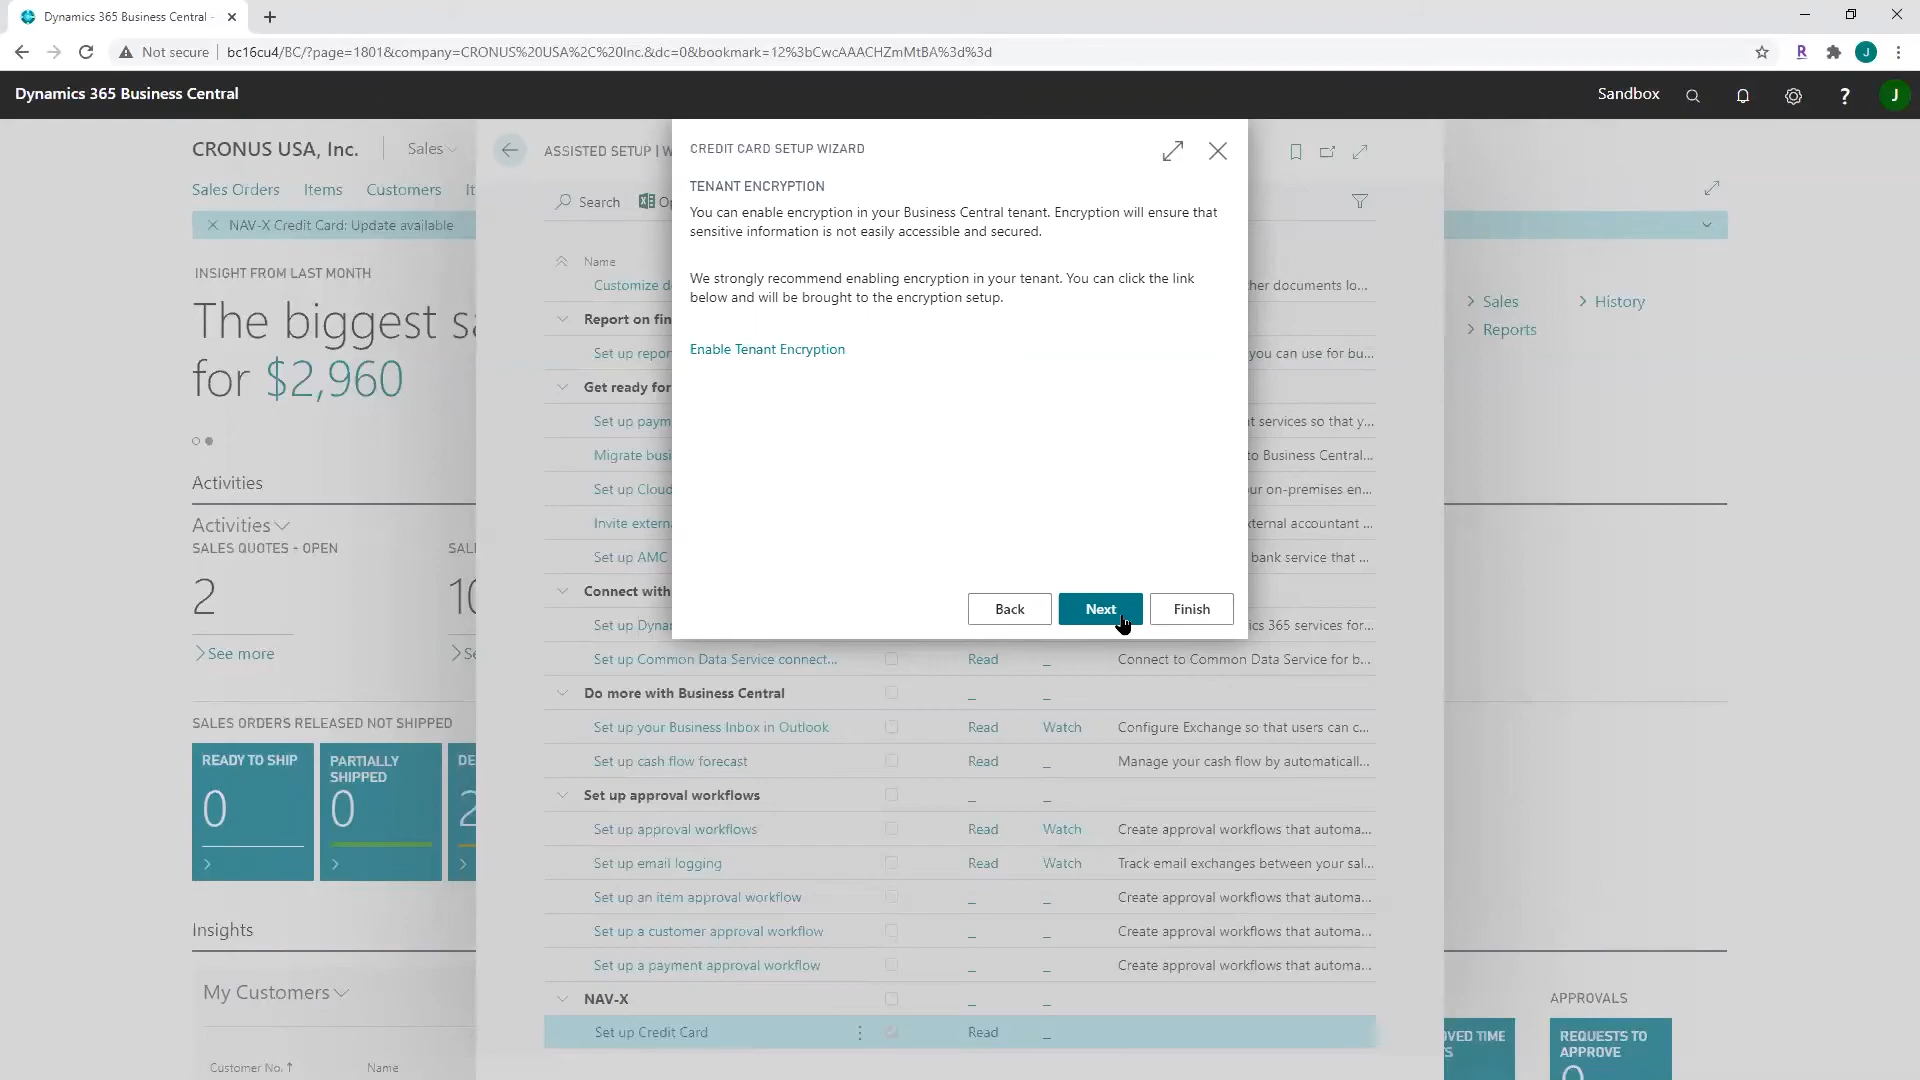 Dynamics 365 Business Central -
Not secure
bc16cu4/BC/?page=1801&company=CRONUS%20USA%2C%20Inc.&dc=0&bookmark=12%3bCwcAAACHZmMtBA%3d%3d
R
J
Dynamics 365 Business Central
Sandbox
?
J
CRONUS USA, Inc.
Sales
Sales Orders
Items
Customers
It
NAV-X Credit Card: Update available
INSIGHT FROM LAST MONTH
The biggest sa
for $2,960
Activities
Activities
SALES QUOTES - OPEN
SAL
2
10
See more
Se
SALES ORDERS RELEASED NOT SHIPPED
READY TO SHIP
0
PARTIALLY
SHIPPED
0
DE
2
Insights
My Customers
Customer No. ↑
Name
ASSISTED SETUP | W
Search
Op
Name
Customize d
her documents lo...
Report on fin
Set up repor
you can use for bu...
Get ready for
Set up paym
t services so that y...
Migrate busi
to Business Central...
Set up Cloud
ur on-premises en...
Invite extern
xternal accountant ...
Set up AMC
bank service that ...
Connect with
Set up Dynar
ics 365 services for...
Set up Common Data Service connect...
Read
_
Connect to Common Data Service for b...
Do more with Business Central
_
_
Set up your Business Inbox in Outlook
Read
Watch
Configure Exchange so that users can c...
Set up cash flow forecast
Read
_
Manage your cash flow by automaticall...
Set up approval workflows
_
_
Set up approval workflows
Read
Watch
Create approval workflows that automa...
Set up email logging
Read
Watch
Track email exchanges between your sal...
Set up an item approval workflow
_
_
Create approval workflows that automa...
Set up a customer approval workflow
_
_
Create approval workflows that automa...
Set up a payment approval workflow
_
_
Create approval workflows that automa...
NAV-X
_
_
Set up Credit Card
Read
_
CREDIT CARD SETUP WIZARD
TENANT ENCRYPTION
You can enable encryption in your Business Central tenant. Encryption will ensure that
sensitive information is not easily accessible and secured.
We strongly recommend enabling encryption in your tenant. You can click the link
below and will be brought to the encryption setup.
Enable Tenant Encryption
Back
Next
Finish
Sales
History
Reports
APPROVALS
VED TIME
S
REQUESTS TO
APPROVE
0